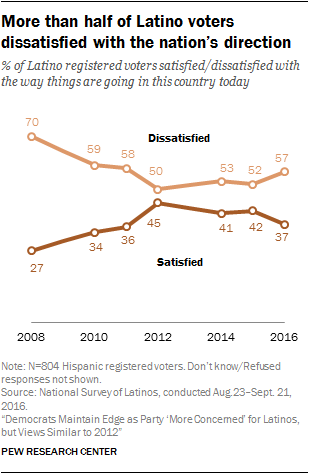 More than half of Latino voters
dissatisfied with the nation's direction
% of Latino registered voters satisfied/dissatisfied with
the way things are going in this country today
70
59
58
50
53
52
57
Dissatisfied
27
34
36
45
41
42
37
Satisfied
2008 2010 2012 2014 2016
Note: N=804 Hispanic registered voters. Don't know/Refused
responses not shown.
Source: National Survey of Latinos, conducted Aug.23–Sept. 21,
2016.
“Democrats Maintain Edge as Party ‘More Concerned’ for Latinos,
but Views Similar to 2012”
PEW RESEARCH CENTER